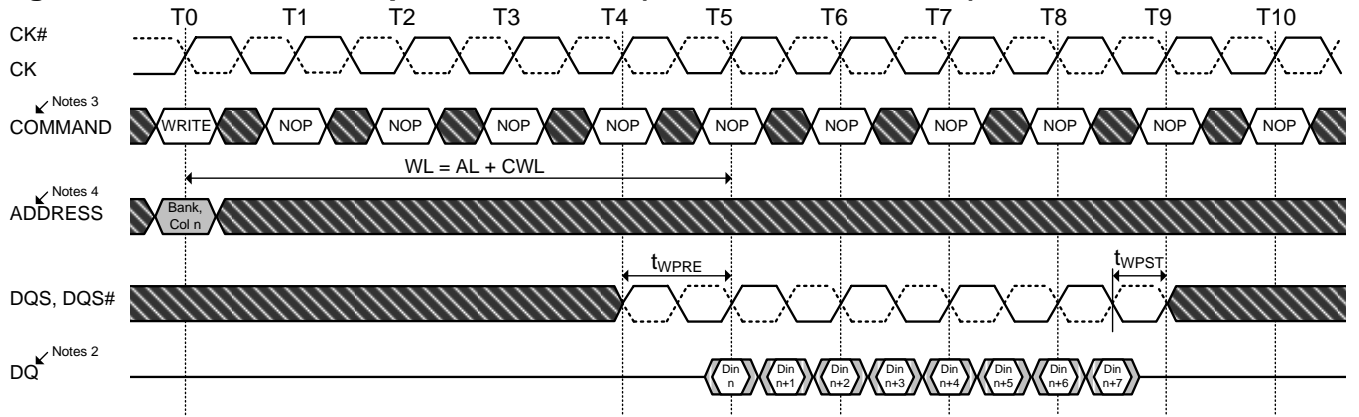 T0 T1 T2 T3 T4 T5 T6 T7 T8 T9 T10
CK#
CK
Notes 3
COMMAND
WRITE NOP NOP NOP NOP NOP NOP NOP NOP NOP NOP
WL = AL + CWL
Notes 4
ADDRESS
Bank,
Col n
tWPRE
tWPST
DQS, DQS#
Notes 2
DQ
Din Din Din Din Din Din Din Din
n n+1 n+2 n+3 n+4 n+5 n+6 n+7